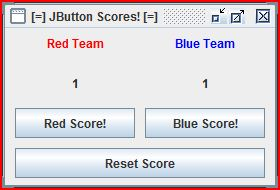 [=] JButton Scores! [=]
Red Team Blue Team
1 1
Red Score! Blue Score!
Reset Score